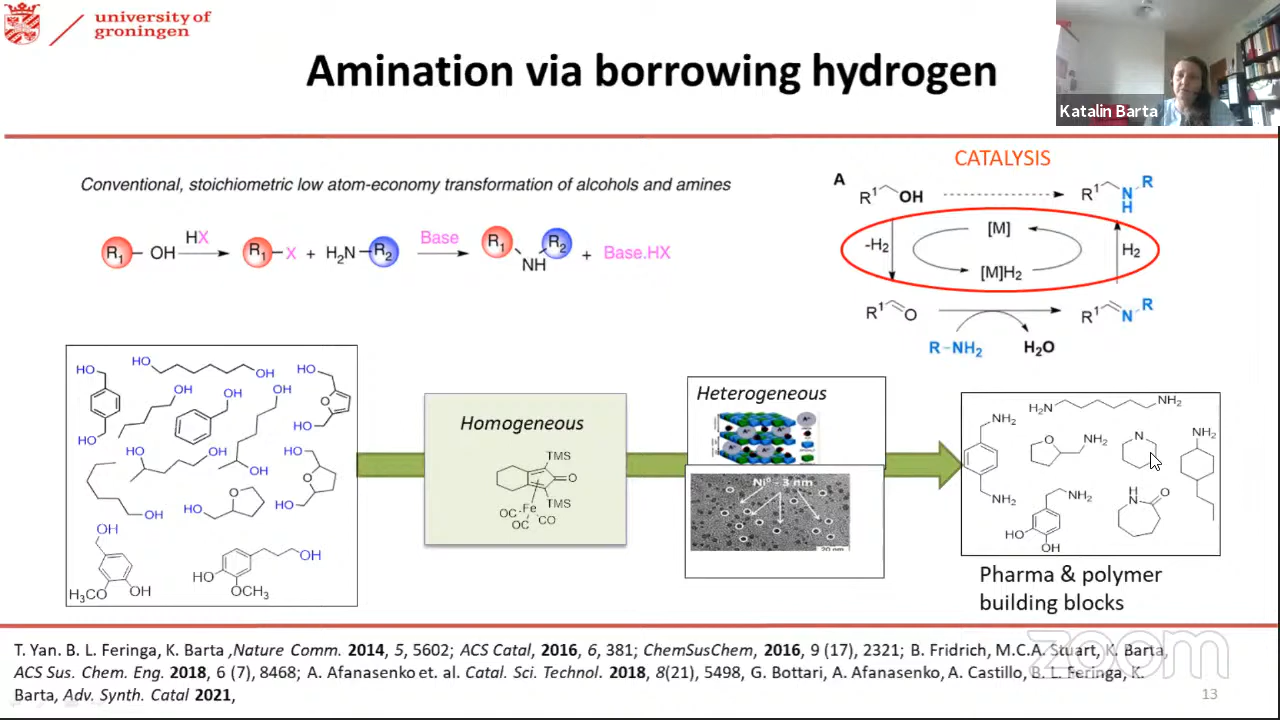 university of
groningen
Amination via borrowing hydrogen
Katalin Barta
Conventional, stoichiometric low atom-economy transformation of alcohols and amines
R1 OH HX R1 X + H2N R2 Base R1 NH R2 + Base.HX
CATALYSIS
A
R1 OH R1 N H R
-H2 [M] H2
[M]H2
R1 O R1 N R
R-NH2 H2O
HO HO OH HO
OH OH OH
HO HO
HO OH HO
OH
HO HO
OH
OH OH
HO
H3CO OH OCH3
Homogeneous
TMS
O
Fe TMS
OC CO
OC
Heterogeneous
Ni0 - 3 nm
20 nm
H2N NH2
NH2 O NH2 N NH2
NH2 NH2 H N O
HO
OH
Pharma & polymer
building blocks
T. Yan. B. L. Feringa, K. Barta ,Nature Comm. 2014, 5, 5602; ACS Catal, 2016, 6, 381; ChemSusChem, 2016, 9 (17), 2321; B. Fridrich, M.C.A. Stuart, K. Barta,
ACS Sus. Chem. Eng. 2018, 6 (7), 8468; A. Afanasenko et. al. Catal. Sci. Technol. 2018, 8(21), 5498, G. Bottari, A. Afanasenko, A. Castillo, B. L. Feringa, K.
Barta, Adv. Synth. Catal 2021,
zoom
13